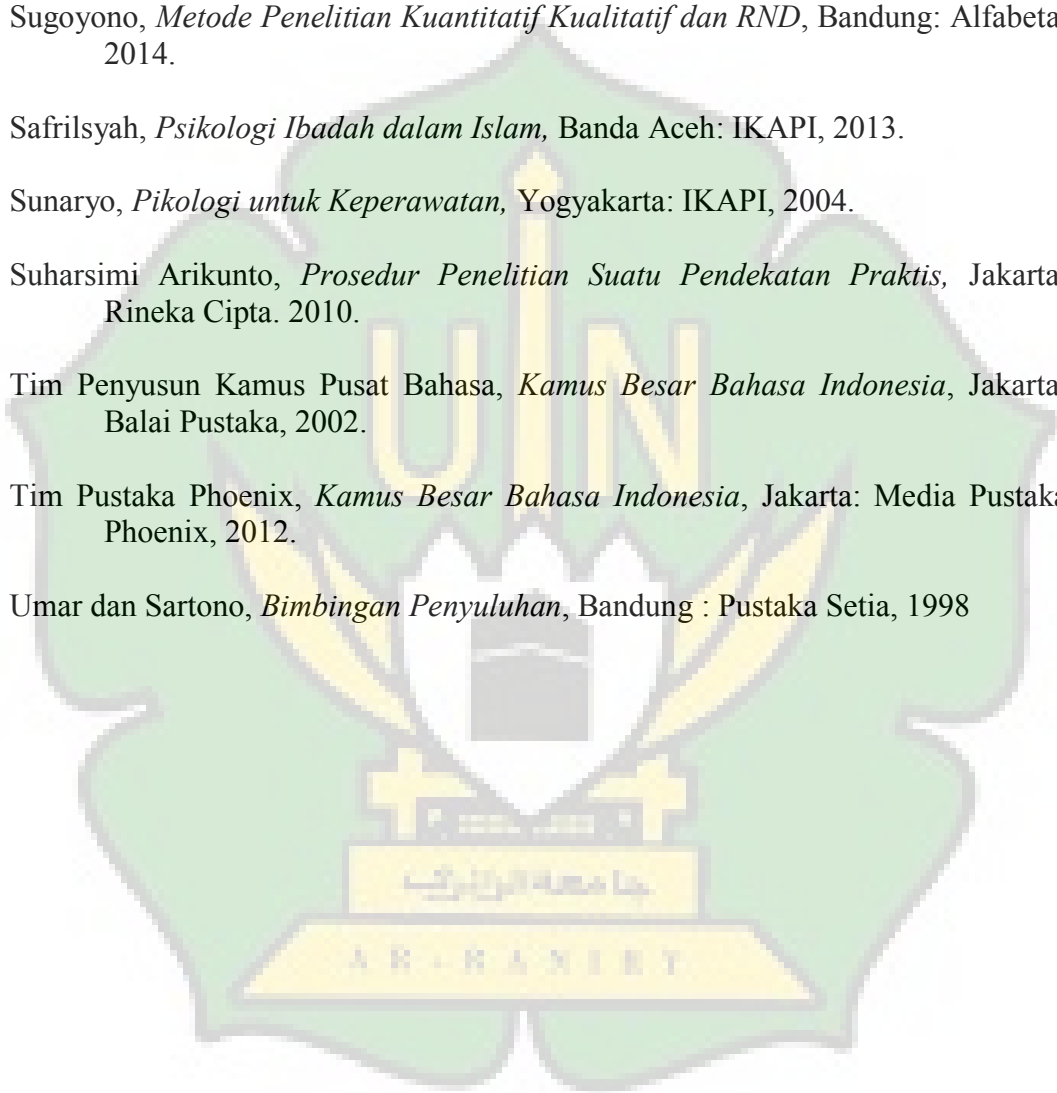 Sugoyono, Metode Penelitian Kuantitatif Kualitatif dan RND, Bandung: Alfabeta
2014.
Safrilsyah, Psikologi Ibadah dalam Islam, Banda Aceh: IKAPI, 2013.
Sunaryo, Pikologi untuk Keperawatan, Yogyakarta: IKAPI, 2004.
Suharsimi Arikunto, Prosedur Penelitian Suatu Pendekatan Praktis, Jakarta
Rineka Cipta. 2010.
Tim Penyusun Kamus Pusat Bahasa, Kamus Besar Bahasa Indonesia, Jakarta
Balai Pustaka, 2002.
Tim Pustaka Phoenix, Kamus Besar Bahasa Indonesia, Jakarta: Media Pustaka
Phoenix, 2012.
Umar dan Sartono, Bimbingan Penyuluhan, Bandung : Pustaka Setia, 1998
UIN
جامعة الرانيري
AR-RANIRY